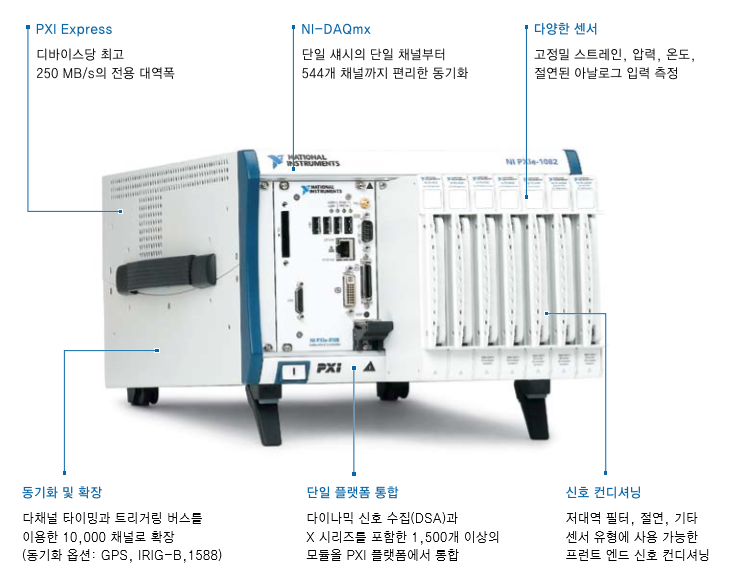 PXI Express
디바이스당 최고
250 MB/s의 전용 대역폭
NI-DAQmx
단일 섀시의 단일 채널부터
544개 채널까지 편리한 동기화
다양한 센서
고정밀 스트레인, 압력, 온도,
절연된 아날로그 입력 측정
NATIONAL
INSTRUMENTS
NI PXIe-1082
NATIONAL
INSTRUMENTS
PXI
동기화 및 확장
다채널 타이밍과 트리거링 버스를
이용한 10,000 채널로 확장
(동기화 옵션: GPS, IRIG-B,1588)
단일 플랫폼 통합
다이나믹 신호 수집(DSA)과
X 시리즈를 포함한 1,500개 이상의
모듈을 PXI 플랫폼에서 통합
신호 컨디셔닝
저대역 필터, 절연, 기타
센서 유형에 사용 가능한
프런트 엔드 신호 컨디셔닝